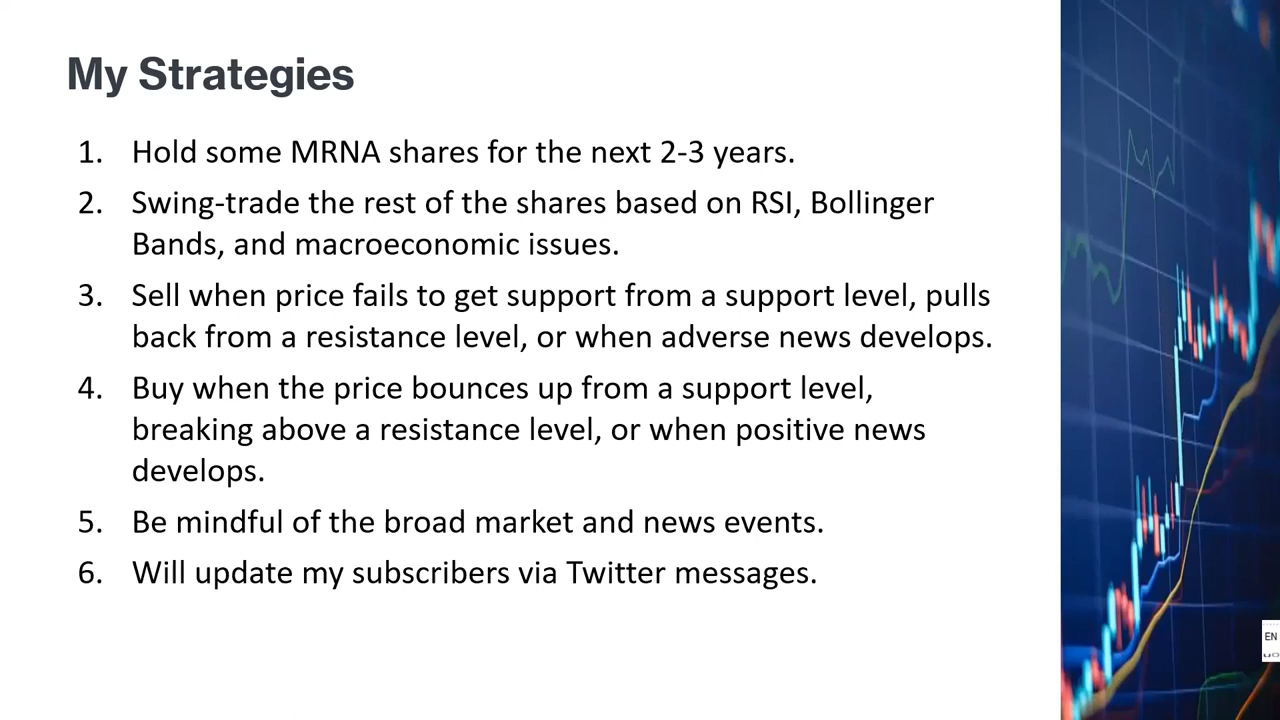 My Strategies
1. Hold some MRNA shares for the next 2-3 years.
2. Swing-trade the rest of the shares based on RSI, Bollinger
Bands, and macroeconomic issues.
3. Sell when price fails to get support from a support level, pulls
back from a resistance level, or when adverse news develops.
4. Buy when the price bounces up from a support level,
breaking above a resistance level, or when positive news
develops.
5. Be mindful of the broad market and news events.
6. Will update my subscribers via Twitter messages.
EN